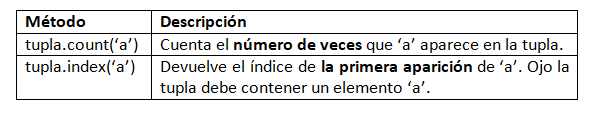 Método Descripción
tupla.count(‘a’) Cuenta el número de veces que ‘a’ aparece en la tupla.
tupla.index(‘a’) Devuelve el índice de la primera aparición de ‘a’. Ojo la
tupla debe contener un elemento ‘a’.